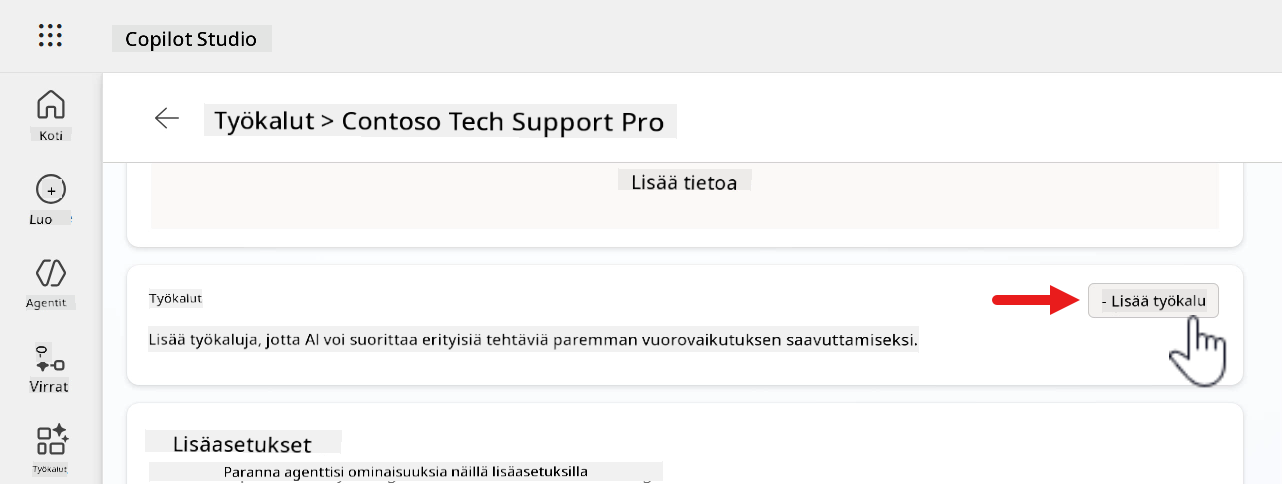 Copilot Studio
Työkalut > Contoso Tech Support Pro
Koti
Luo
Agentit
Virrat
Työkalut
Lisää tietoa
Työkalut
- Lisää työkalu
Lisää työkaluja, jotta AI voi suorittaa erityisiä tehtäviä paremman vuorovaikutuksen saavuttamiseksi.
Lisäasetukset
Paranna agenttisi ominaisuuksia näillä lisäasetuksilla